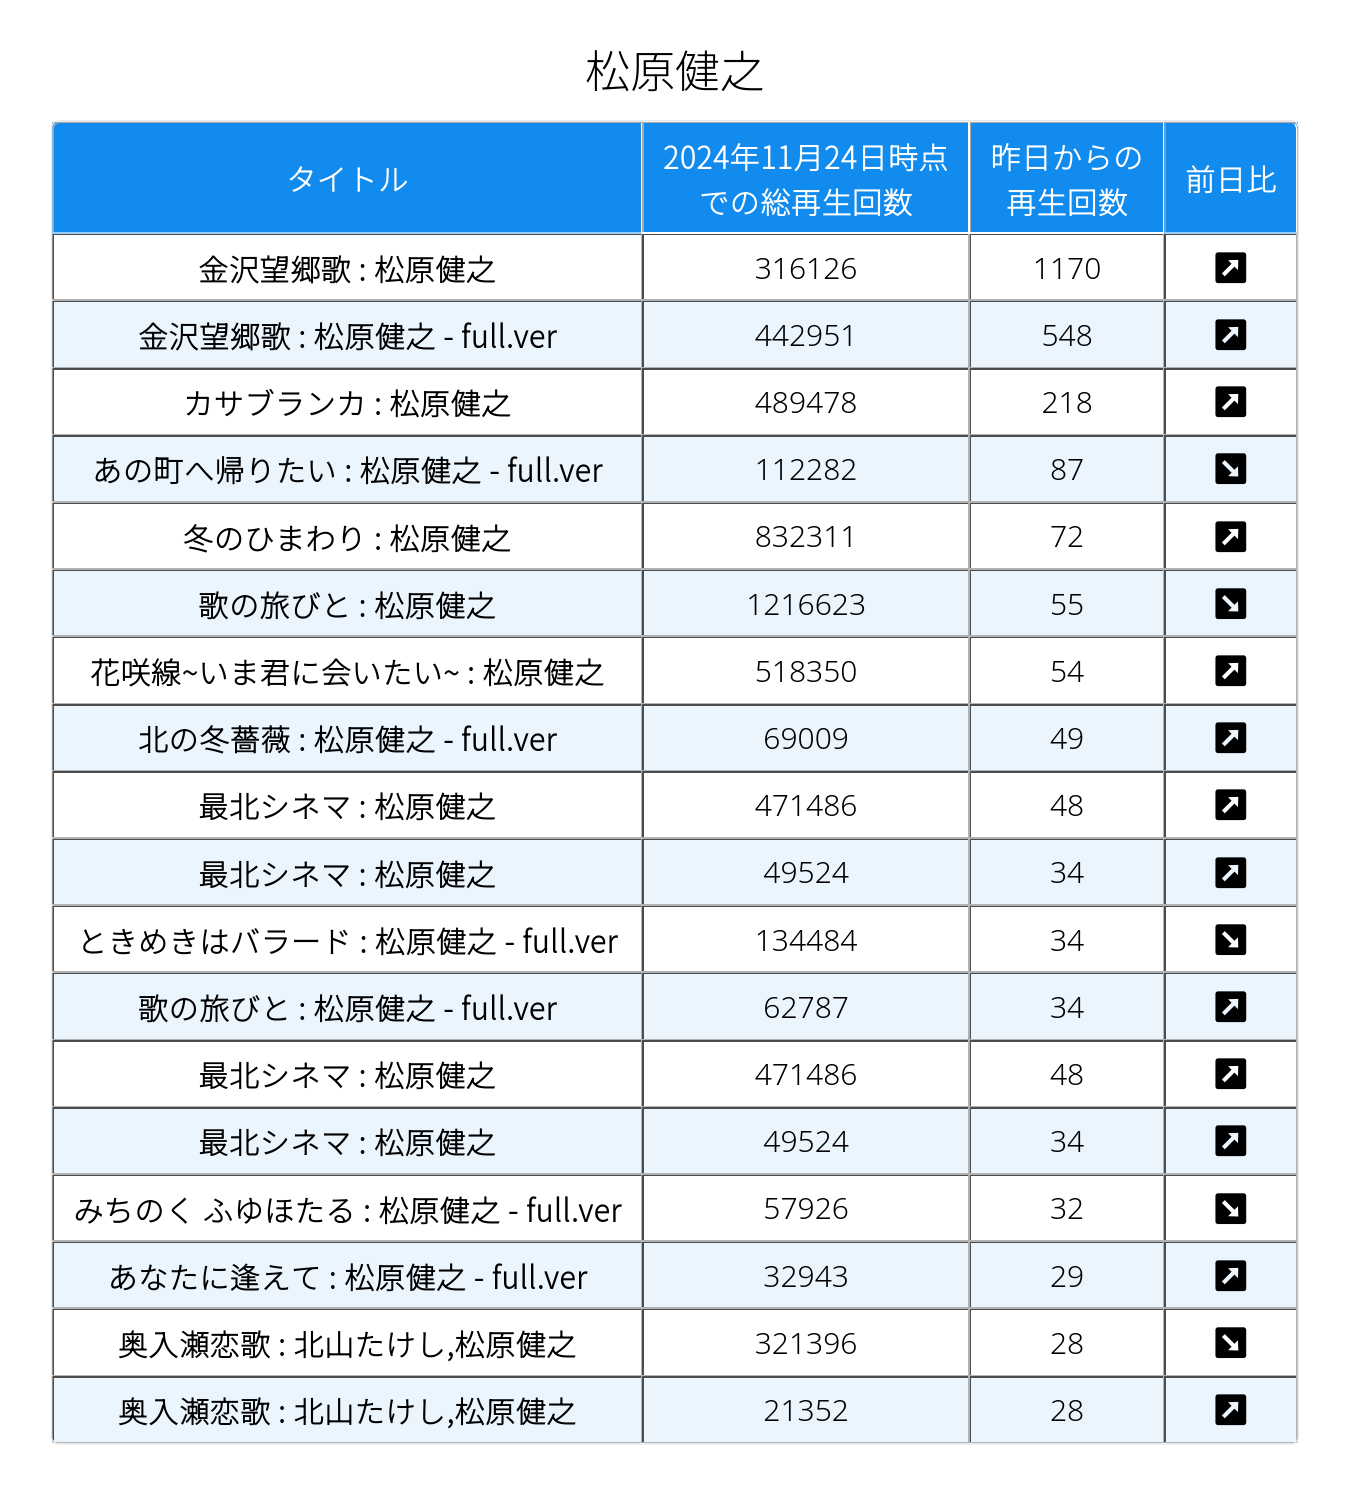 松原健之
タイトル
2024年11月24日時点
での総再生回数
昨日からの
再生回数
前日比
金沢望郷歌 : 松原健之 316126 1170 ↗
金沢望郷歌 : 松原健之 - full.ver 442951 548 ↗
カサブランカ : 松原健之 489478 218 ↗
あの町へ帰りたい : 松原健之 - full.ver 112282 87 ↘
冬のひまわり : 松原健之 832311 72 ↗
歌の旅びと : 松原健之 1216623 55 ↘
花咲線~いま君に会いたい~ : 松原健之 518350 54 ↗
北の冬薔薇 : 松原健之 - full.ver 69009 49 ↗
最北シネマ : 松原健之 471486 48 ↗
最北シネマ : 松原健之 49524 34 ↗
ときめきはバラード : 松原健之 - full.ver 134484 34 ↘
歌の旅びと : 松原健之 - full.ver 62787 34 ↗
最北シネマ : 松原健之 471486 48 ↗
最北シネマ : 松原健之 49524 34 ↗
みちのく ふゆほたる : 松原健之 - full.ver 57926 32 ↘
あなたに逢えて : 松原健之 - full.ver 32943 29 ↗
奥入瀬恋歌 : 北山たけし,松原健之 321396 28 ↘
奥入瀬恋歌 : 北山たけし,松原健之 21352 28 ↗